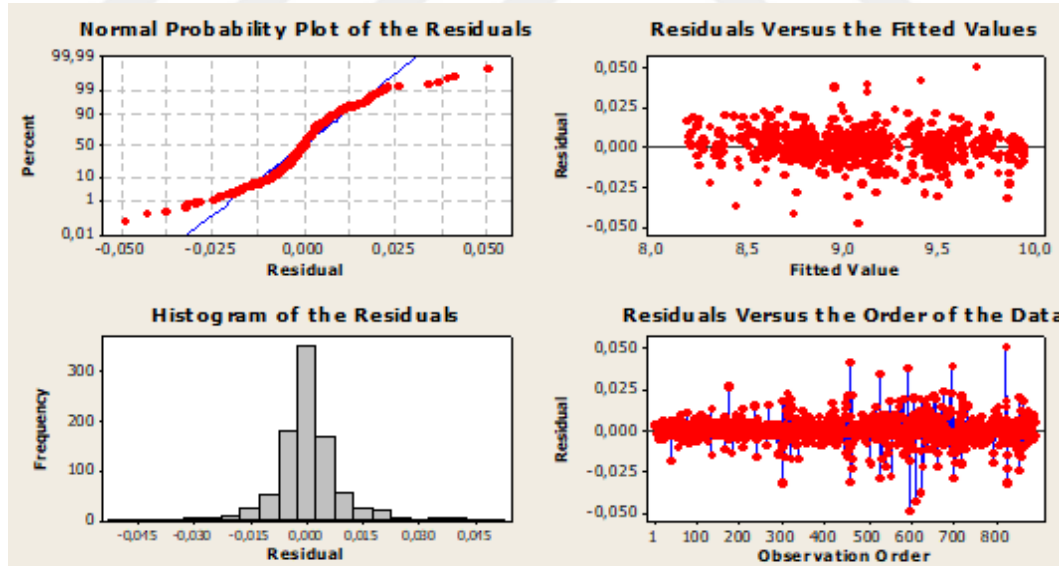 Normal Probability Plot of the Residuals
99,99
99
90
50
10
1
0,01
Percent
-0,050 -0,025 0,000 0,025 0,050
Residual
Residuals Versus the Fitted Values
0,050
0,025
0,000
-0,025
-0,050
Residual
8,0 8,5 9,0 9,5 10,0
Fitted Value
Histogram of the Residuals
300
200
100
0
Frequency
-0,045 -0,030 -0,015 0,000 0,015 0,030 0,045
Residual
Residuals Versus the Order of the Data
0,050
0,025
0,000
-0,025
-0,050
Residual
1 100 200 300 400 500 600 700 800
Observation Order